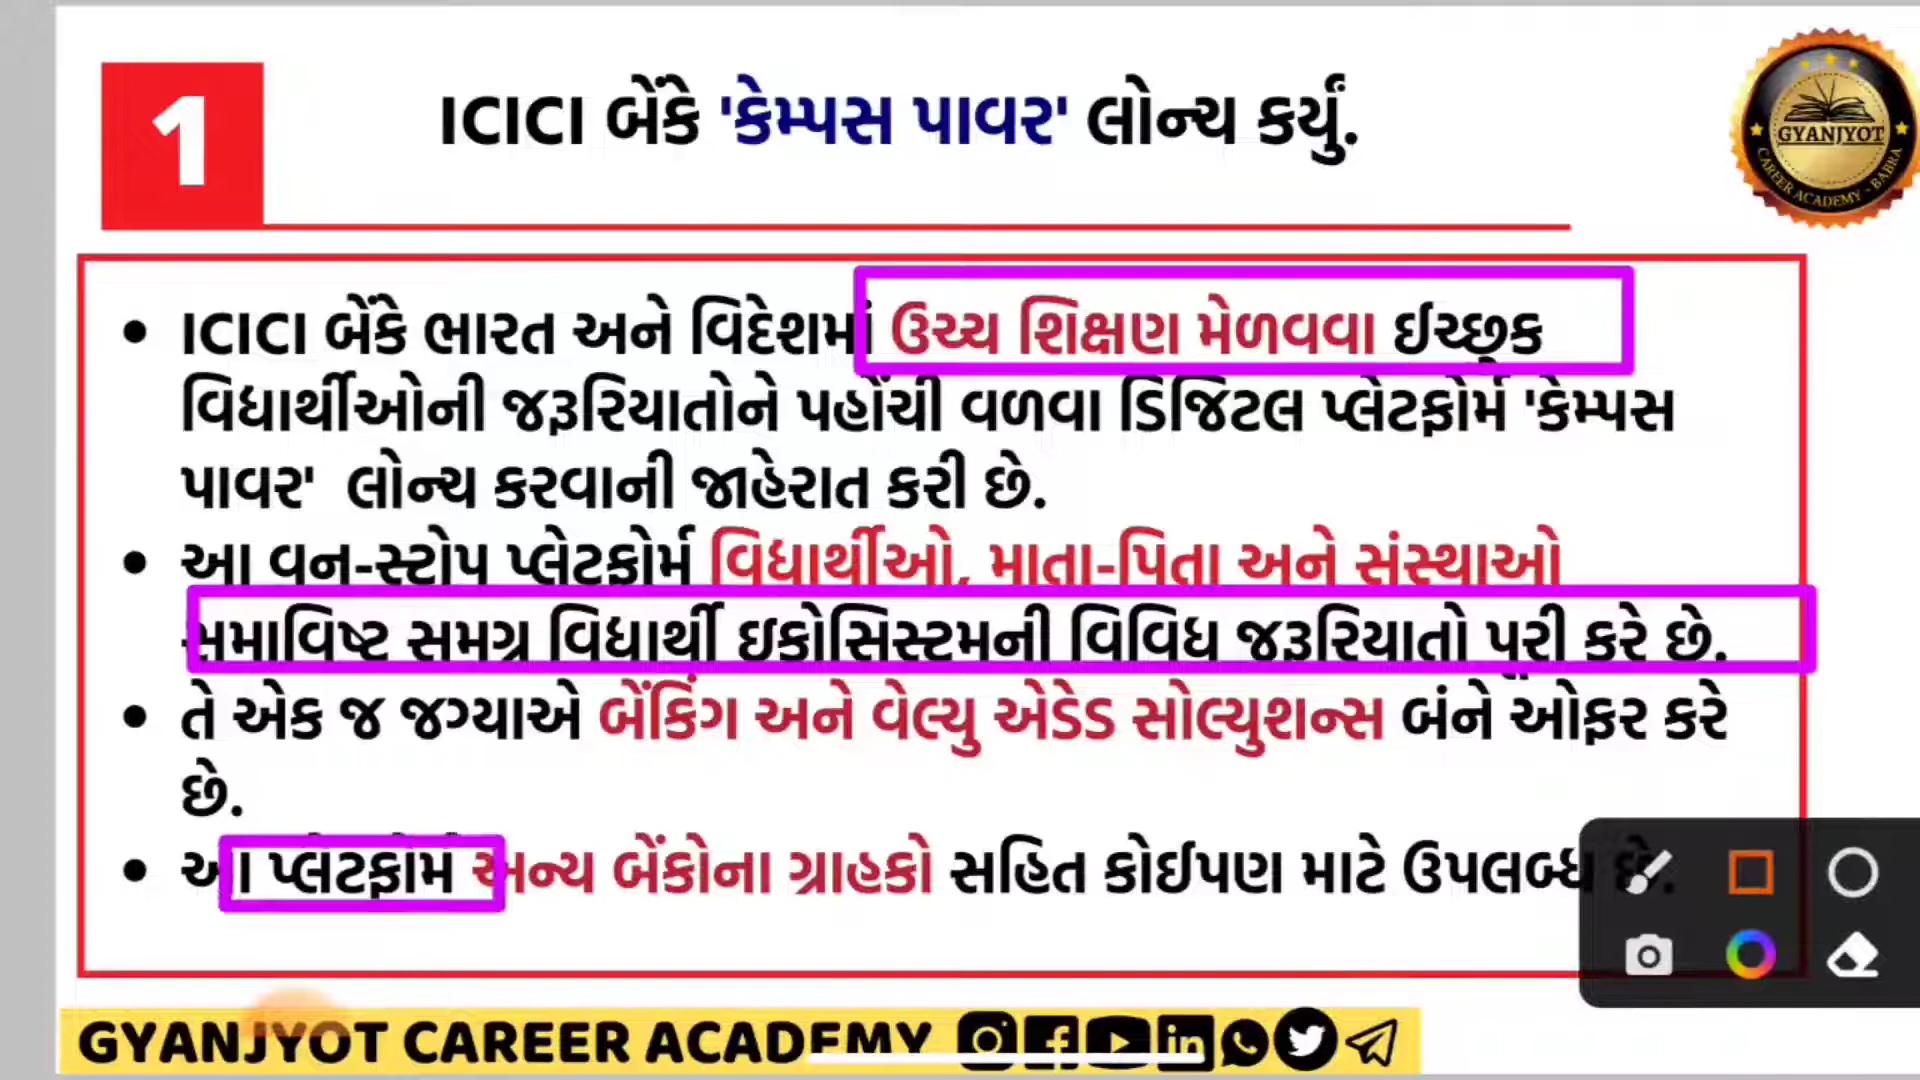 1
ICICI બેંકે 'કેમ્પસ પાવર' લોન્ચ કર્યું.
GYANJYOT
CAREER ACADEMY - BABRA
• ICICI બેંકે ભારત અને વિદેશમાં ઉચ્ચ શિક્ષણ મેળવવા ઈચ્છુક
વિદ્યાર્થીઓની જરૂરિયાતોને પહોંચી વળવા ડિજિટલ પ્લેટફોર્મ 'કેમ્પસ
પાવર' લોન્ચ કરવાની જાહેરાત કરી છે.
• આ વન-સ્ટોપ પ્લેટફોર્મ વિદ્યાર્થીઓ, માતા-પિતા અને સંસ્થાઓ
સમાવિષ્ટ સમગ્ર વિદ્યાર્થી ઇકોસિસ્ટમની વિવિધ જરૂરિયાતો પૂરી કરે છે.
• તે એક જ જગ્યાએ બેંકિંગ અને વેલ્યુ એડેડ સોલ્યુશન્સ બંને ઓફર કરે
છે.
• આ પ્લેટફોર્મ અન્ય બેંકોના ગ્રાહકો સહિત કોઈપણ માટે ઉપલબ્ધ છે.
GYANJYOT CAREER ACADEMY